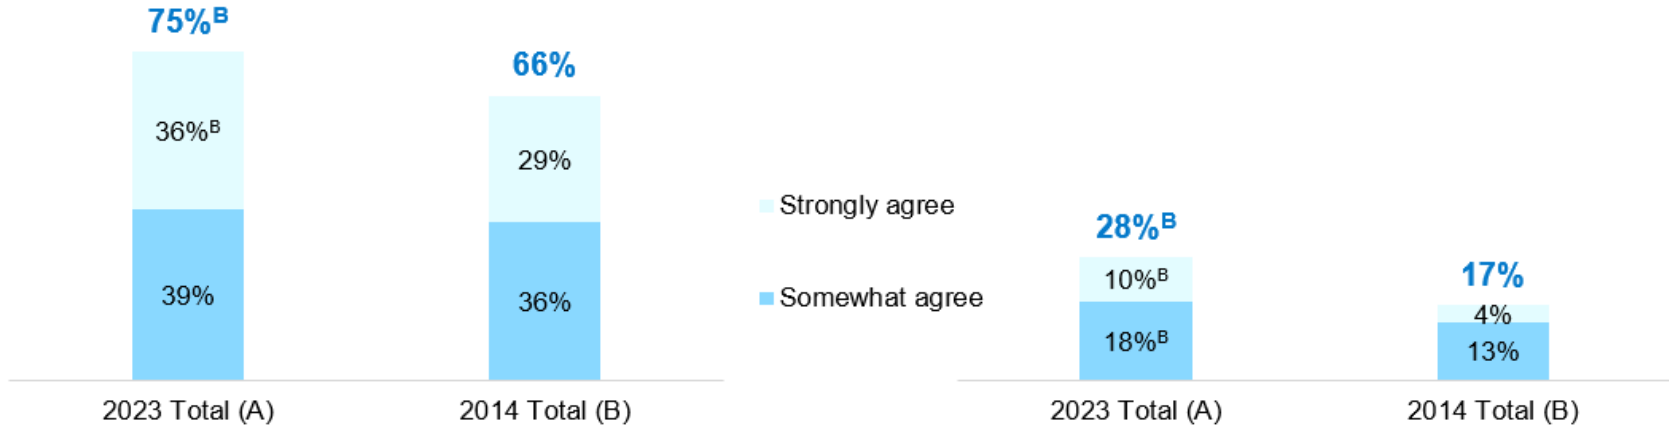 75%ᴮ
36%ᴮ
39%
2023 Total (A)
66%
29%
36%
2014 Total (B)
Strongly agree
Somewhat agree
28%ᴮ
10%ᴮ
18%ᴮ
2023 Total (A)
17%
4%
13%
2014 Total (B)